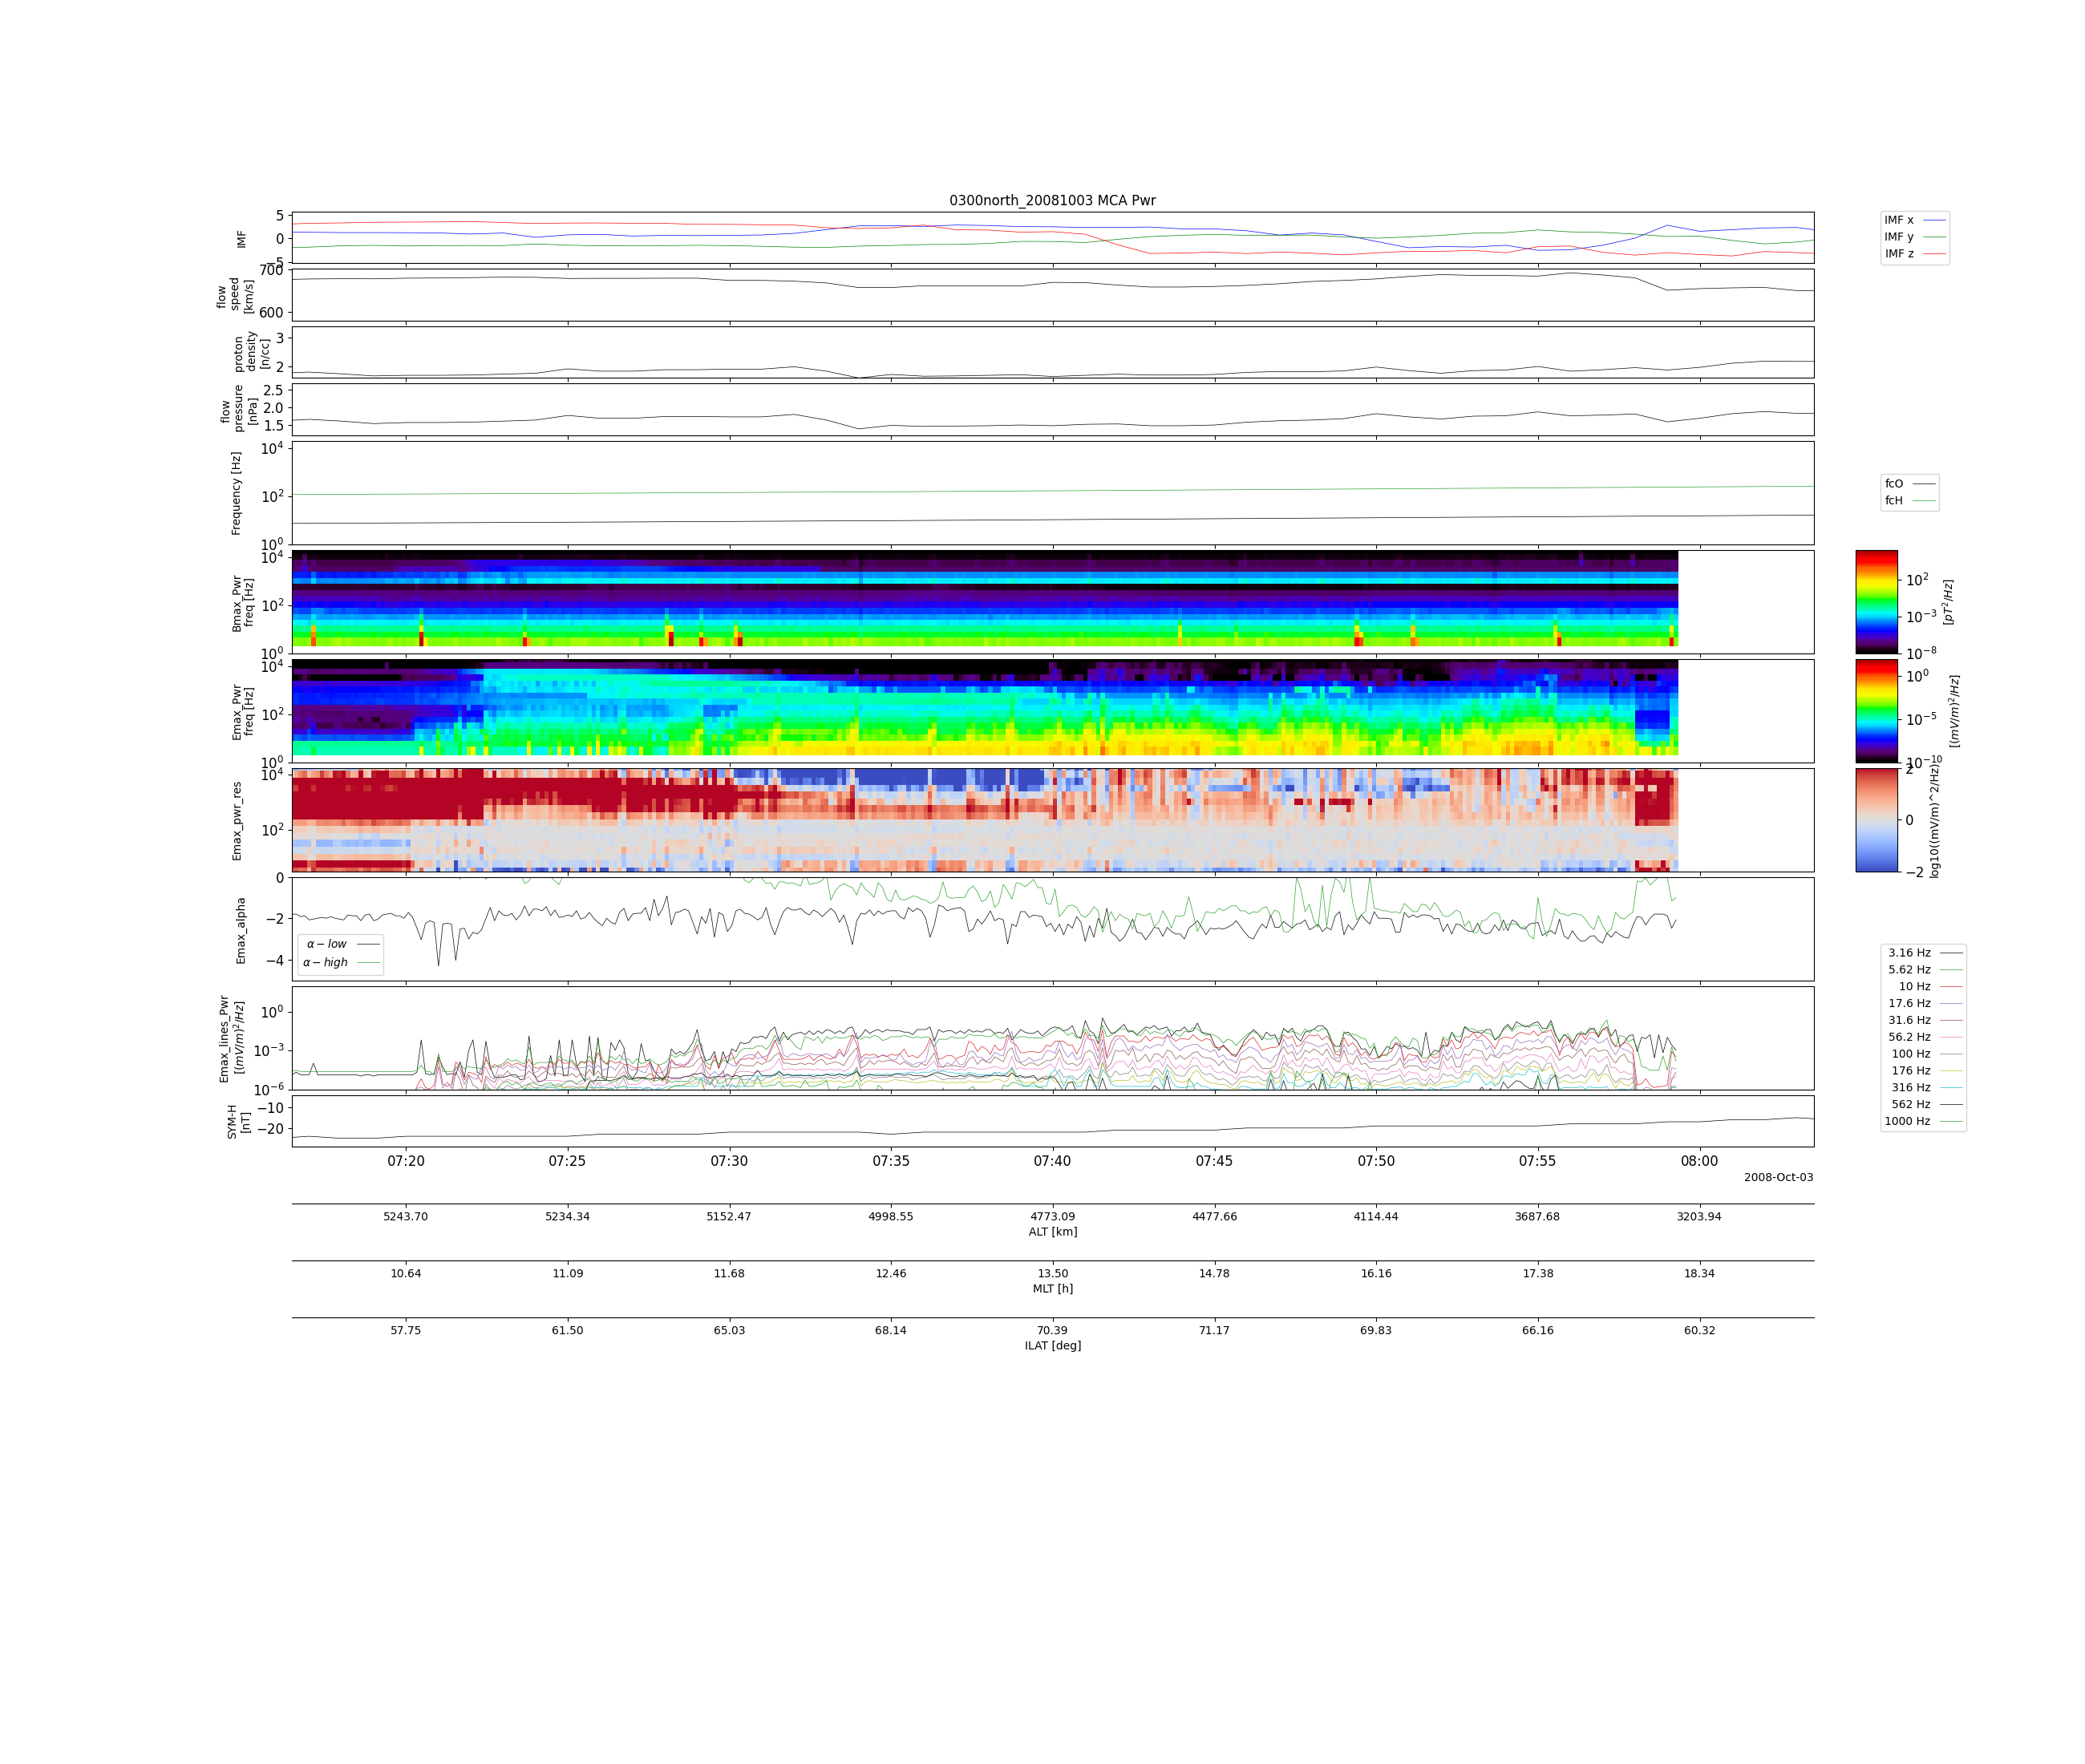 0300north_20081003 MCA Pwr
5
0
−5
IMF
IMF x
IMF y
IMF z
700
600
flow
speed
[km/s]
3
2
proton
density
[n/cc]
2.5
2.0
1.5
flow
pressure
[nPa]
10^4
10^2
10^0
Frequency [Hz]
fcO
fcH
10^4
10^2
10^0
Bmax_Pwr
freq [Hz]
10^2
10^-3
10^-8
[pT^2/Hz]
10^4
10^2
10^0
Emax_Pwr
freq [Hz]
10^0
10^-5
10^-10
[(mV/m)^2/Hz]
10^4
10^2
Emax_pwr_res
2
0
−2
log10((mV/m)^2/Hz)
0
−2
−4
Emax_alpha
α − low
α − high
10^0
10^-3
10^-6
Emax_lines_Pwr
[(mV/m)^2/Hz]
3.16 Hz
5.62 Hz
10 Hz
17.6 Hz
31.6 Hz
56.2 Hz
100 Hz
176 Hz
316 Hz
562 Hz
1000 Hz
−10
−20
SYM-H
[nT]
07:20 07:25 07:30 07:35 07:40 07:45 07:50 07:55 08:00
2008-Oct-03
5243.70 5234.34 5152.47 4998.55 4773.09 4477.66 4114.44 3687.68 3203.94
ALT [km]
10.64 11.09 11.68 12.46 13.50 14.78 16.16 17.38 18.34
MLT [h]
57.75 61.50 65.03 68.14 70.39 71.17 69.83 66.16 60.32
ILAT [deg]